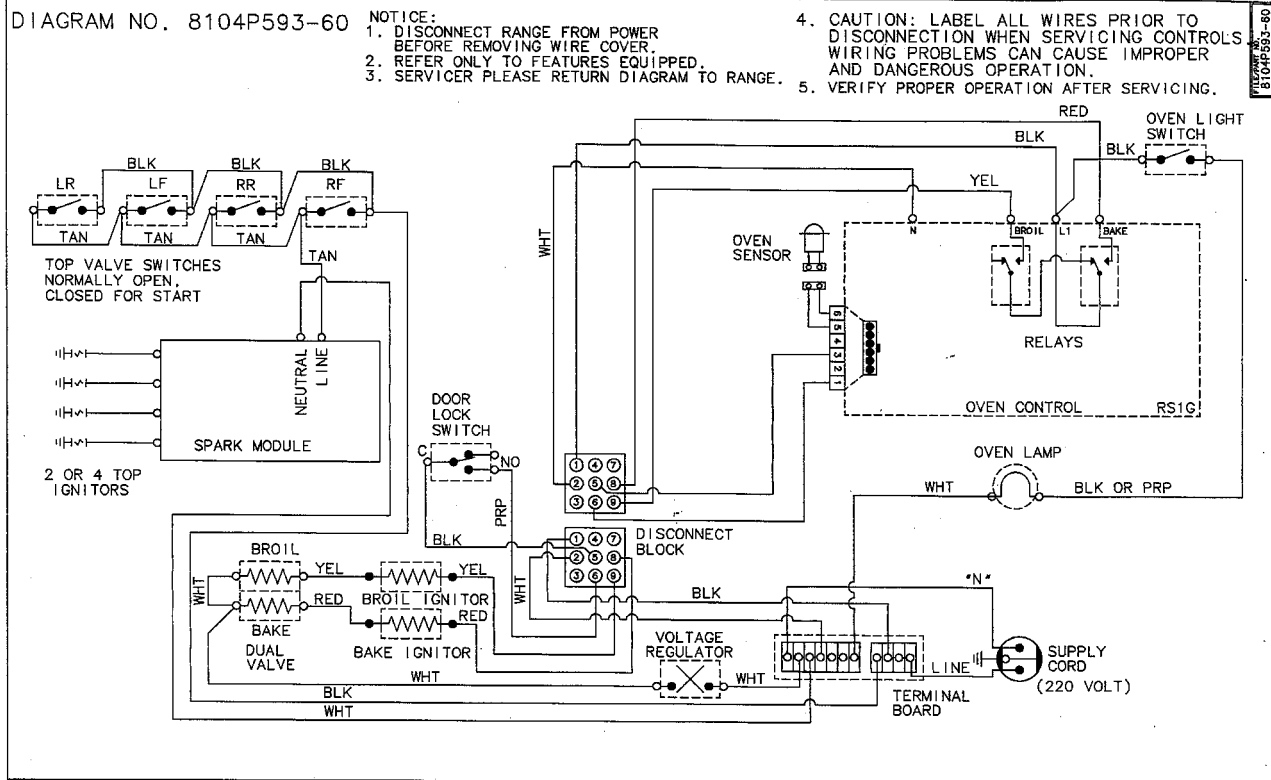 DIAGRAM NO. 8104P593-60
NOTICE:
1. DISCONNECT RANGE FROM POWER
BEFORE REMOVING WIRE COVER.
2. REFER ONLY TO FEATURES EQUIPPED.
3. SERVICER PLEASE RETURN DIAGRAM TO RANGE.
4. CAUTION: LABEL ALL WIRES PRIOR TO
DISCONNECTION WHEN SERVICING CONTROLS.
WIRING PROBLEMS CAN CAUSE IMPROPER
AND DANGEROUS OPERATION.
5. VERIFY PROPER OPERATION AFTER SERVICING.
FILE/PART NO.
8104P593-60
BLK
BLK
BLK
LR
LF
RR
RF
TAN
TAN
TAN
TAN
TOP VALVE SWITCHES
NORMALLY OPEN,
CLOSED FOR START
NEUTRAL
LINE
SPARK MODULE
2 OR 4 TOP
IGNITORS
RED
BLK
BLK
OVEN LIGHT
SWITCH
YEL
WHT
OVEN
SENSOR
N
BROIL
L1
BAKE
RELAYS
6
5
4
3
2
1
OVEN CONTROL
RS1G
DOOR
LOCK
SWITCH
C
NO
PRP
BLK
1 4 7
2 5 8
3 6 9
DISCONNECT
BLOCK
1 4 7
2 5 8
3 6 9
OVEN LAMP
WHT
BLK OR PRP
BROIL
WHT
YEL
YEL
BROIL IGNITOR
RED
RED
BAKE
DUAL
VALVE
BAKE IGNITOR
WHT
BLK
"N"
VOLTAGE
REGULATOR
WHT
WHT
BLK
WHT
LINE
TERMINAL
BOARD
SUPPLY
CORD
(220 VOLT)